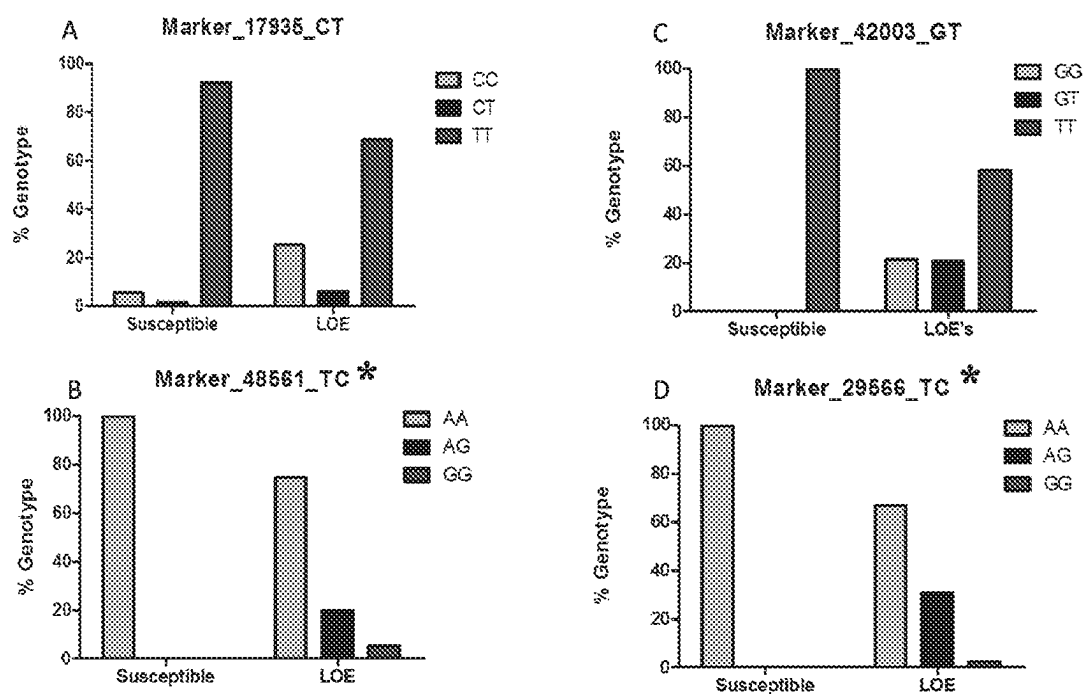 A
Marker_17935_CT
% Genotype
100
80
60
40
20
0
Susceptible
LOE
CC
CT
TT
C
Marker_42003_GT
% Genotype
100
80
60
40
20
0
Susceptible
LOE's
GG
GT
TT
B
Marker_48561_TC *
% Genotype
100
80
60
40
20
0
Susceptible
LOE
AA
AG
GG
D
Marker_29566_TC *
% Genotype
100
80
60
40
20
0
Susceptible
LOE
AA
AG
GG